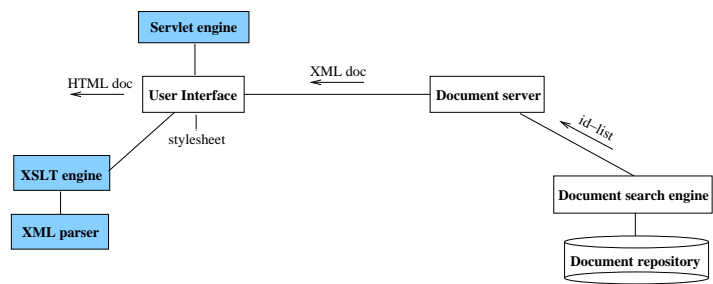 Servlet engine
HTML doc
User Interface
XML doc
Document server
stylesheet
id-list
XSLT engine
Document search engine
XML parser
Document repository